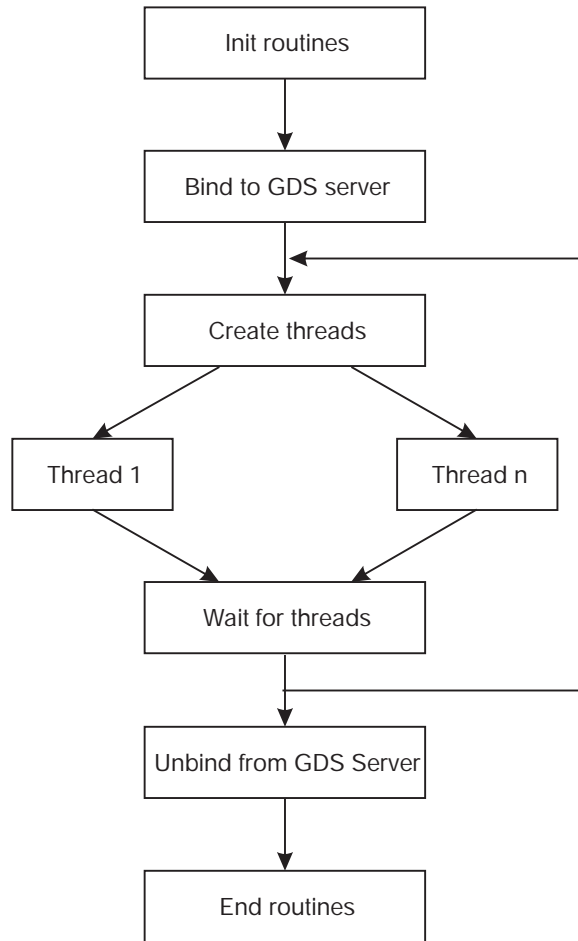 Init routines
Bind to GDS server
Create threads
Thread 1
Thread n
Wait for threads
Unbind from GDS Server
End routines